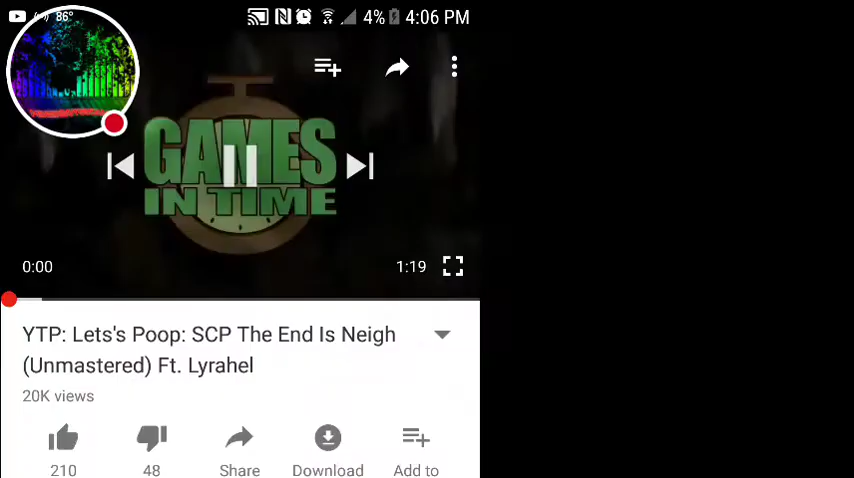 86° 4% 4:06 PM
GAMES
IN TIME
0:00 1:19
YTP: Lets's Poop: SCP The End Is Neigh
(Unmastered) Ft. Lyrahel
20K views
210 48 Share Download Add to